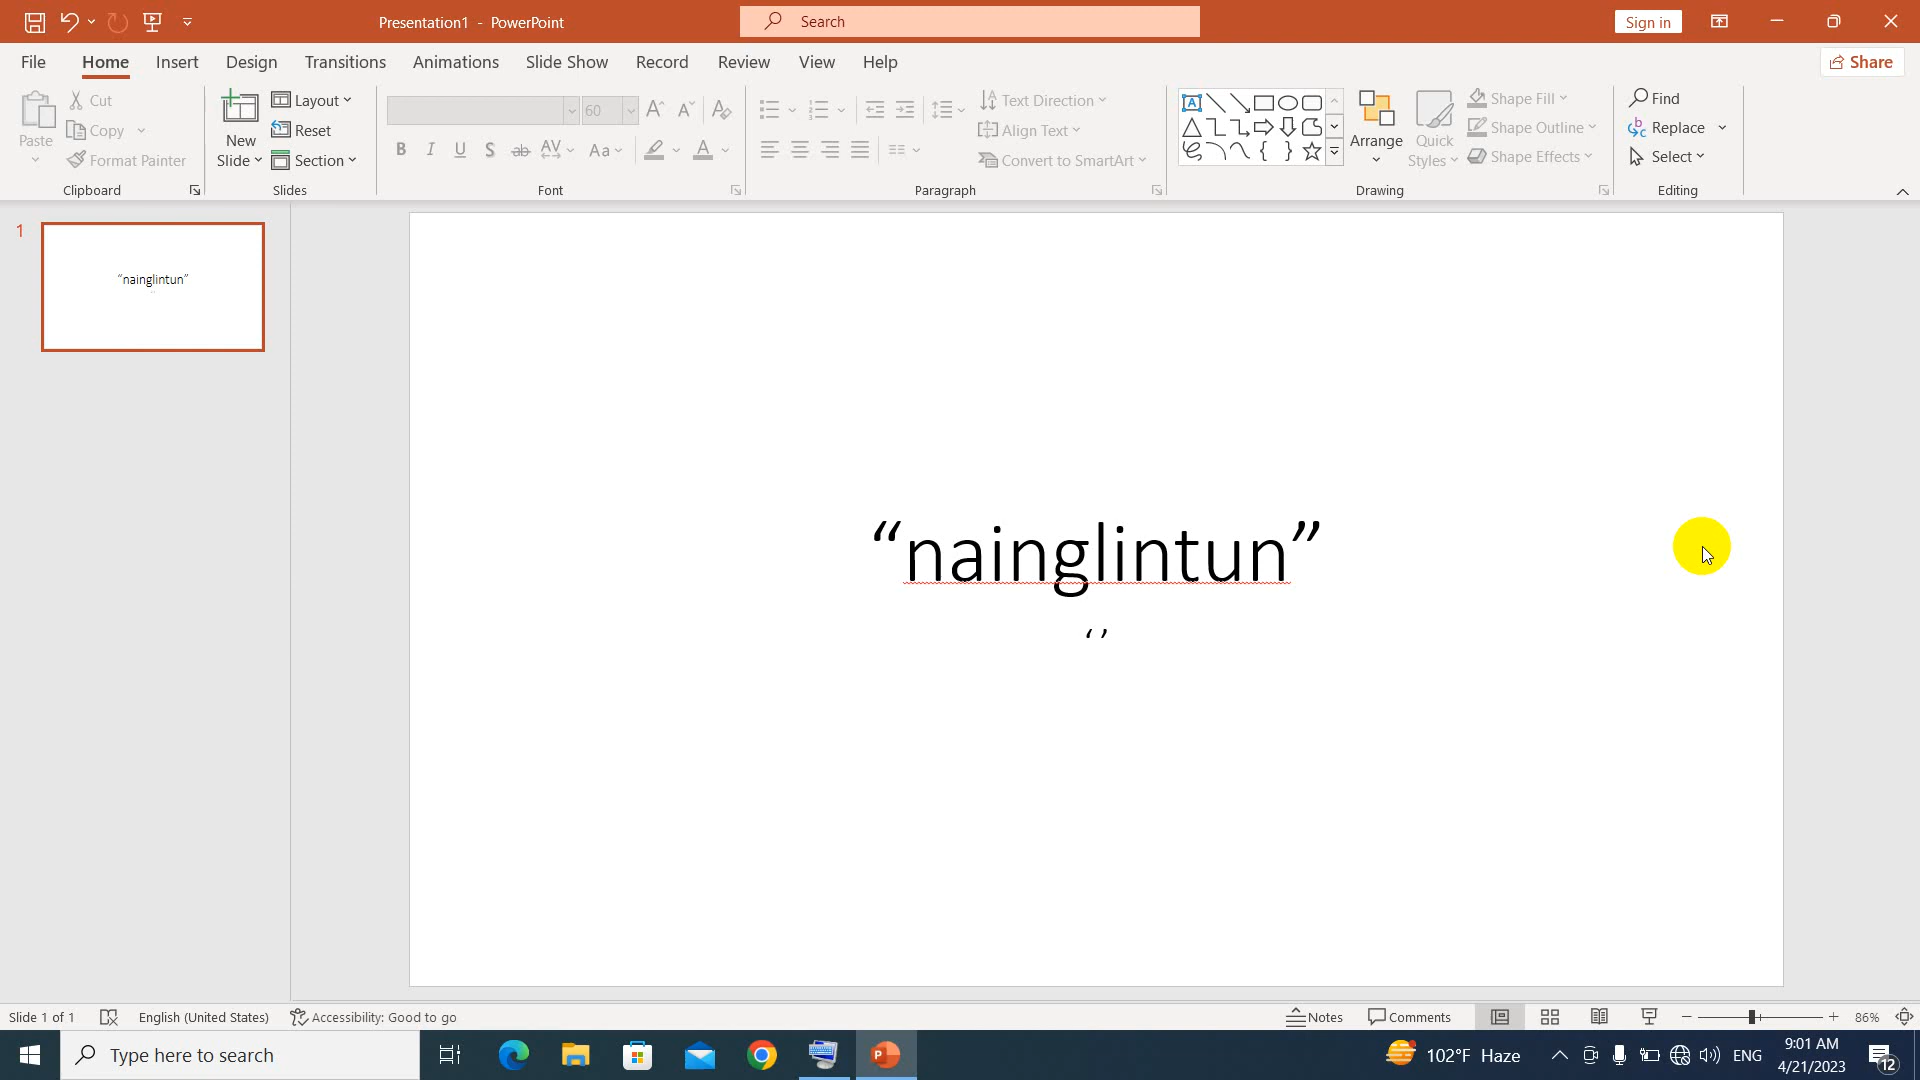 Presentation1 - PowerPoint
Search
Sign in
File Home Insert Design Transitions Animations Slide Show Record Review View Help
Share
Paste
Cut
Copy
Format Painter
Clipboard
New Slide
Layout
Reset
Section
Slides
60
B I U S ab AV Aa A
Font
Text Direction
Align Text
Convert to SmartArt
Paragraph
Arrange
Quick Styles
Shape Fill
Shape Outline
Shape Effects
Drawing
Find
Replace
Select
Editing
1
“nainglintun”
‘’
“nainglintun”
‘’
Slide 1 of 1
English (United States)
Accessibility: Good to go
Notes
Comments
86%
Type here to search
102°F Haze
ENG
9:01 AM
4/21/2023
12